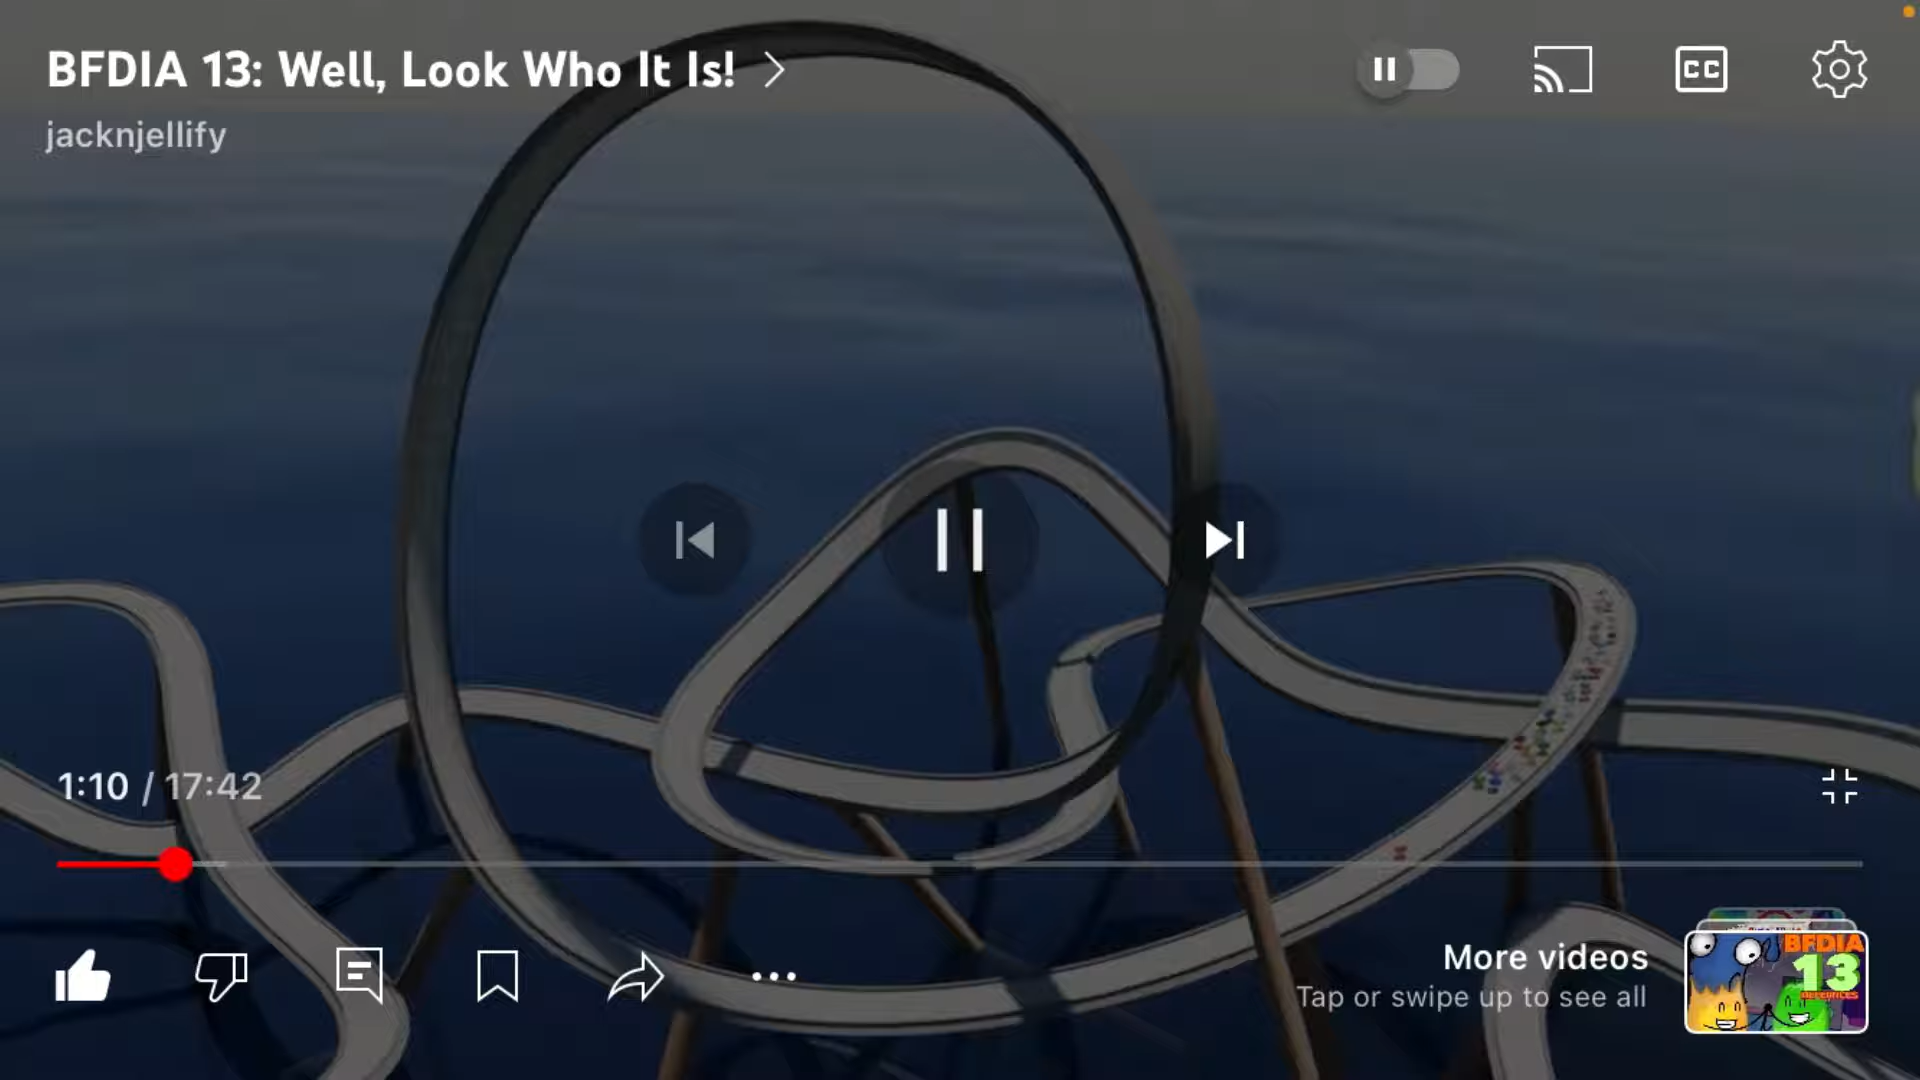 BFDIA 13: Well, Look Who It Is!
jacknjellify
CC
1:10 / 17:42
More videos
Tap or swipe up to see all
BFDIA
13